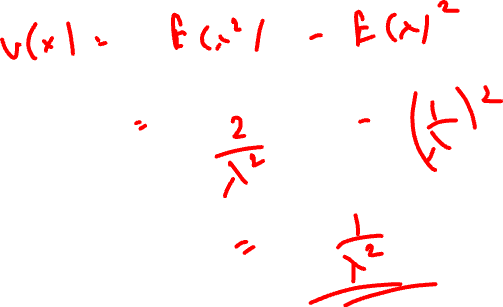 V(x) = E(x²) - E(x)²
= 2/λ² - (1/λ)²
= 1/λ²